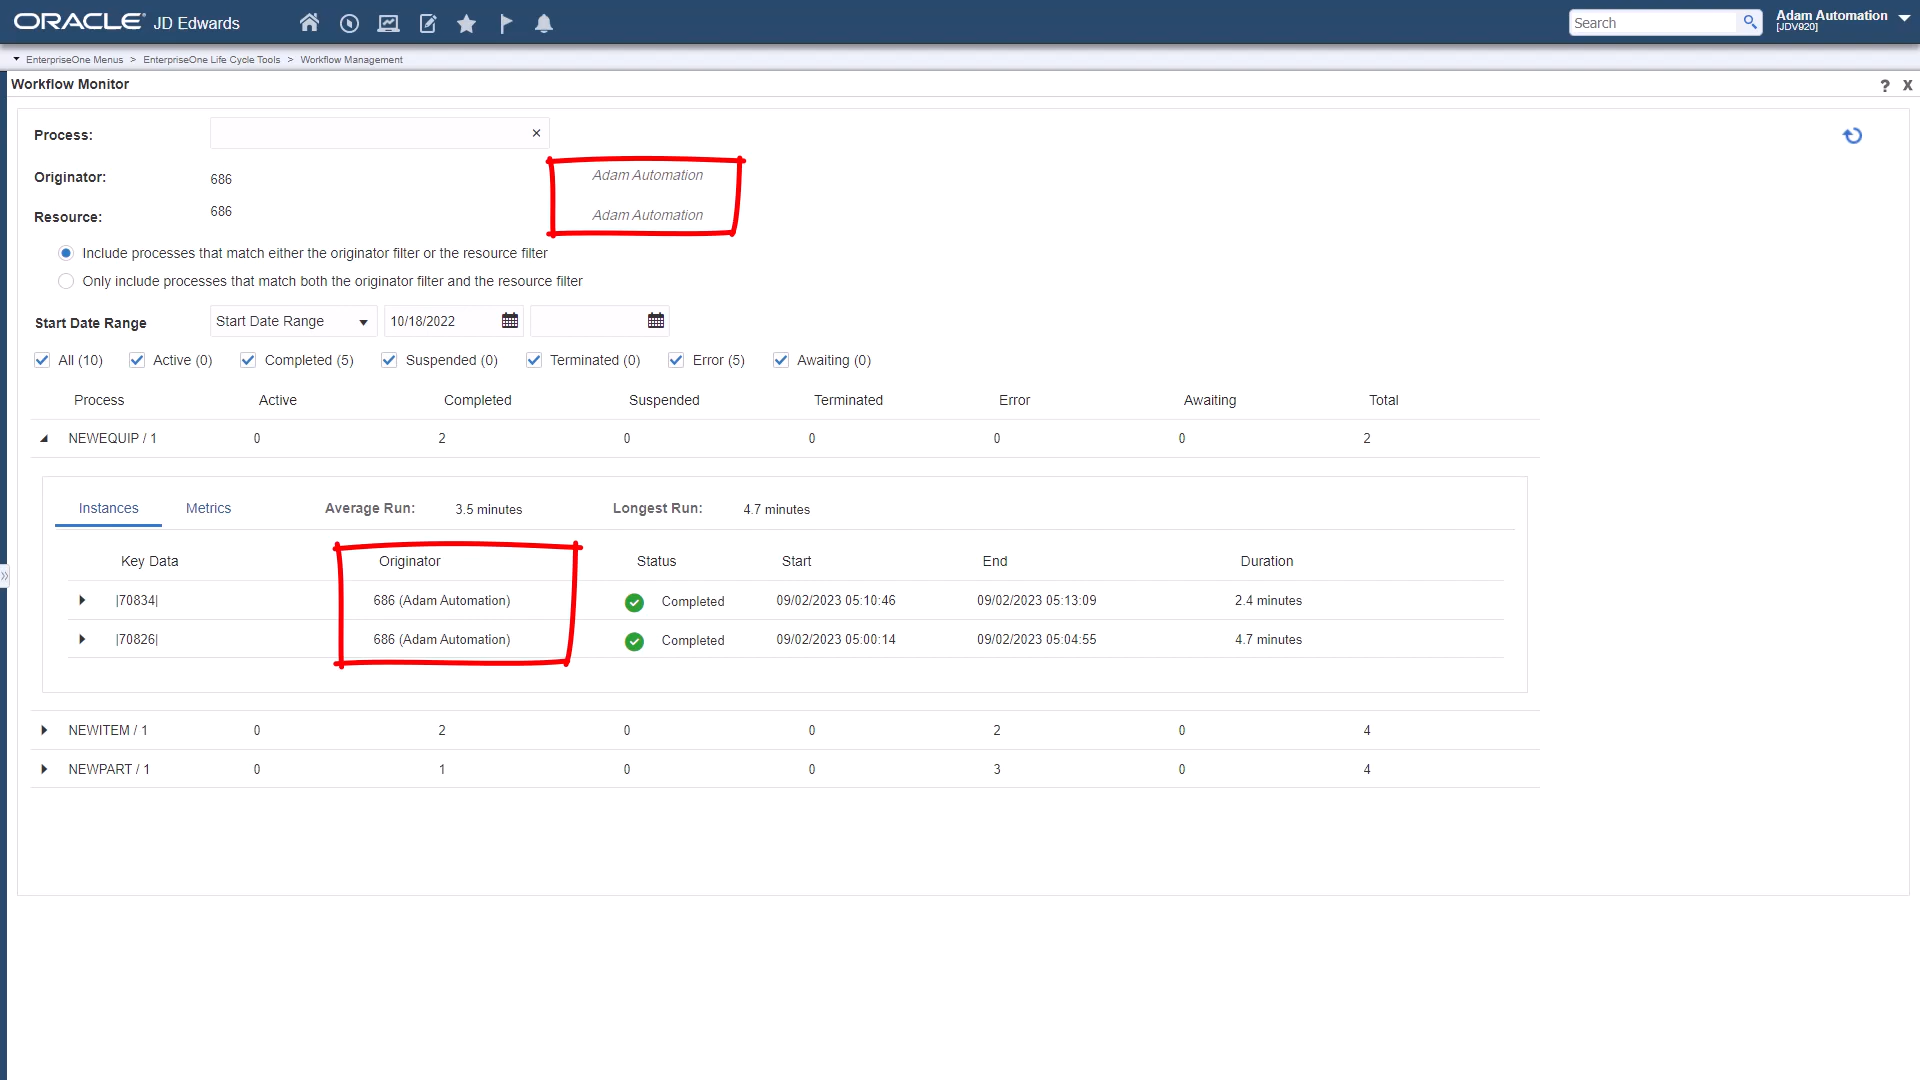 ORACLE JD Edwards
Search
Adam Automation
[JDV920]
EnterpriseOne Menus > EnterpriseOne Life Cycle Tools > Workflow Management
Workflow Monitor
? X
Process:
Originator: 686 Adam Automation
Resource: 686 Adam Automation
Include processes that match either the originator filter or the resource filter
Only include processes that match both the originator filter and the resource filter
Start Date Range Start Date Range 10/18/2022
All (10) Active (0) Completed (5) Suspended (0) Terminated (0) Error (5) Awaiting (0)
Process Active Completed Suspended Terminated Error Awaiting Total
NEWEQUIP / 1 0 2 0 0 0 0 2
Instances Metrics Average Run: 3.5 minutes Longest Run: 4.7 minutes
Key Data Originator Status Start End Duration
|70834| 686 (Adam Automation) Completed 09/02/2023 05:10:46 09/02/2023 05:13:09 2.4 minutes
|70826| 686 (Adam Automation) Completed 09/02/2023 05:00:14 09/02/2023 05:04:55 4.7 minutes
NEWITEM / 1 0 2 0 0 2 0 4
NEWPART / 1 0 1 0 0 3 0 4